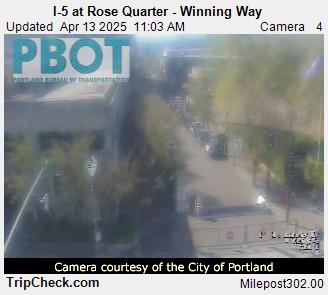 I-5 at Rose Quarter - Winning Way
Updated Apr 13 2025 11:03 AM Camera 4
PBOT
PORTLAND BUREAU OF TRANSPORTATION
Camera courtesy of the City of Portland
TripCheck.com Milepost302.00